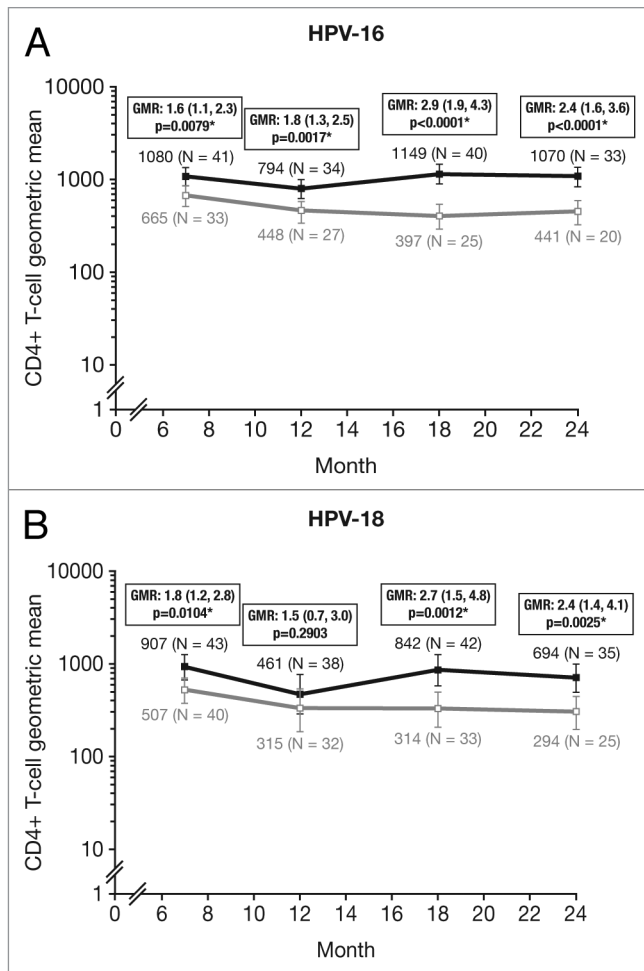 A
HPV-16
10000
1000
100
10
1
CD4+ T-cell geometric mean
GMR: 1.6 (1.1, 2.3)
p=0.0079*
GMR: 1.8 (1.3, 2.5)
p=0.0017*
GMR: 2.9 (1.9, 4.3)
p<0.0001*
GMR: 2.4 (1.6, 3.6)
p<0.0001*
1080 (N = 41)
794 (N = 34)
1149 (N = 40)
1070 (N = 33)
665 (N = 33)
448 (N = 27)
397 (N = 25)
441 (N = 20)
0 6 8 10 12 14 16 18 20 22 24
Month
B
HPV-18
10000
1000
100
10
1
CD4+ T-cell geometric mean
GMR: 1.8 (1.2, 2.8)
p=0.0104*
GMR: 1.5 (0.7, 3.0)
p=0.2903
GMR: 2.7 (1.5, 4.8)
p=0.0012*
GMR: 2.4 (1.4, 4.1)
p=0.0025*
907 (N = 43)
461 (N = 38)
842 (N = 42)
694 (N = 35)
507 (N = 40)
315 (N = 32)
314 (N = 33)
294 (N = 25)
0 6 8 10 12 14 16 18 20 22 24
Month